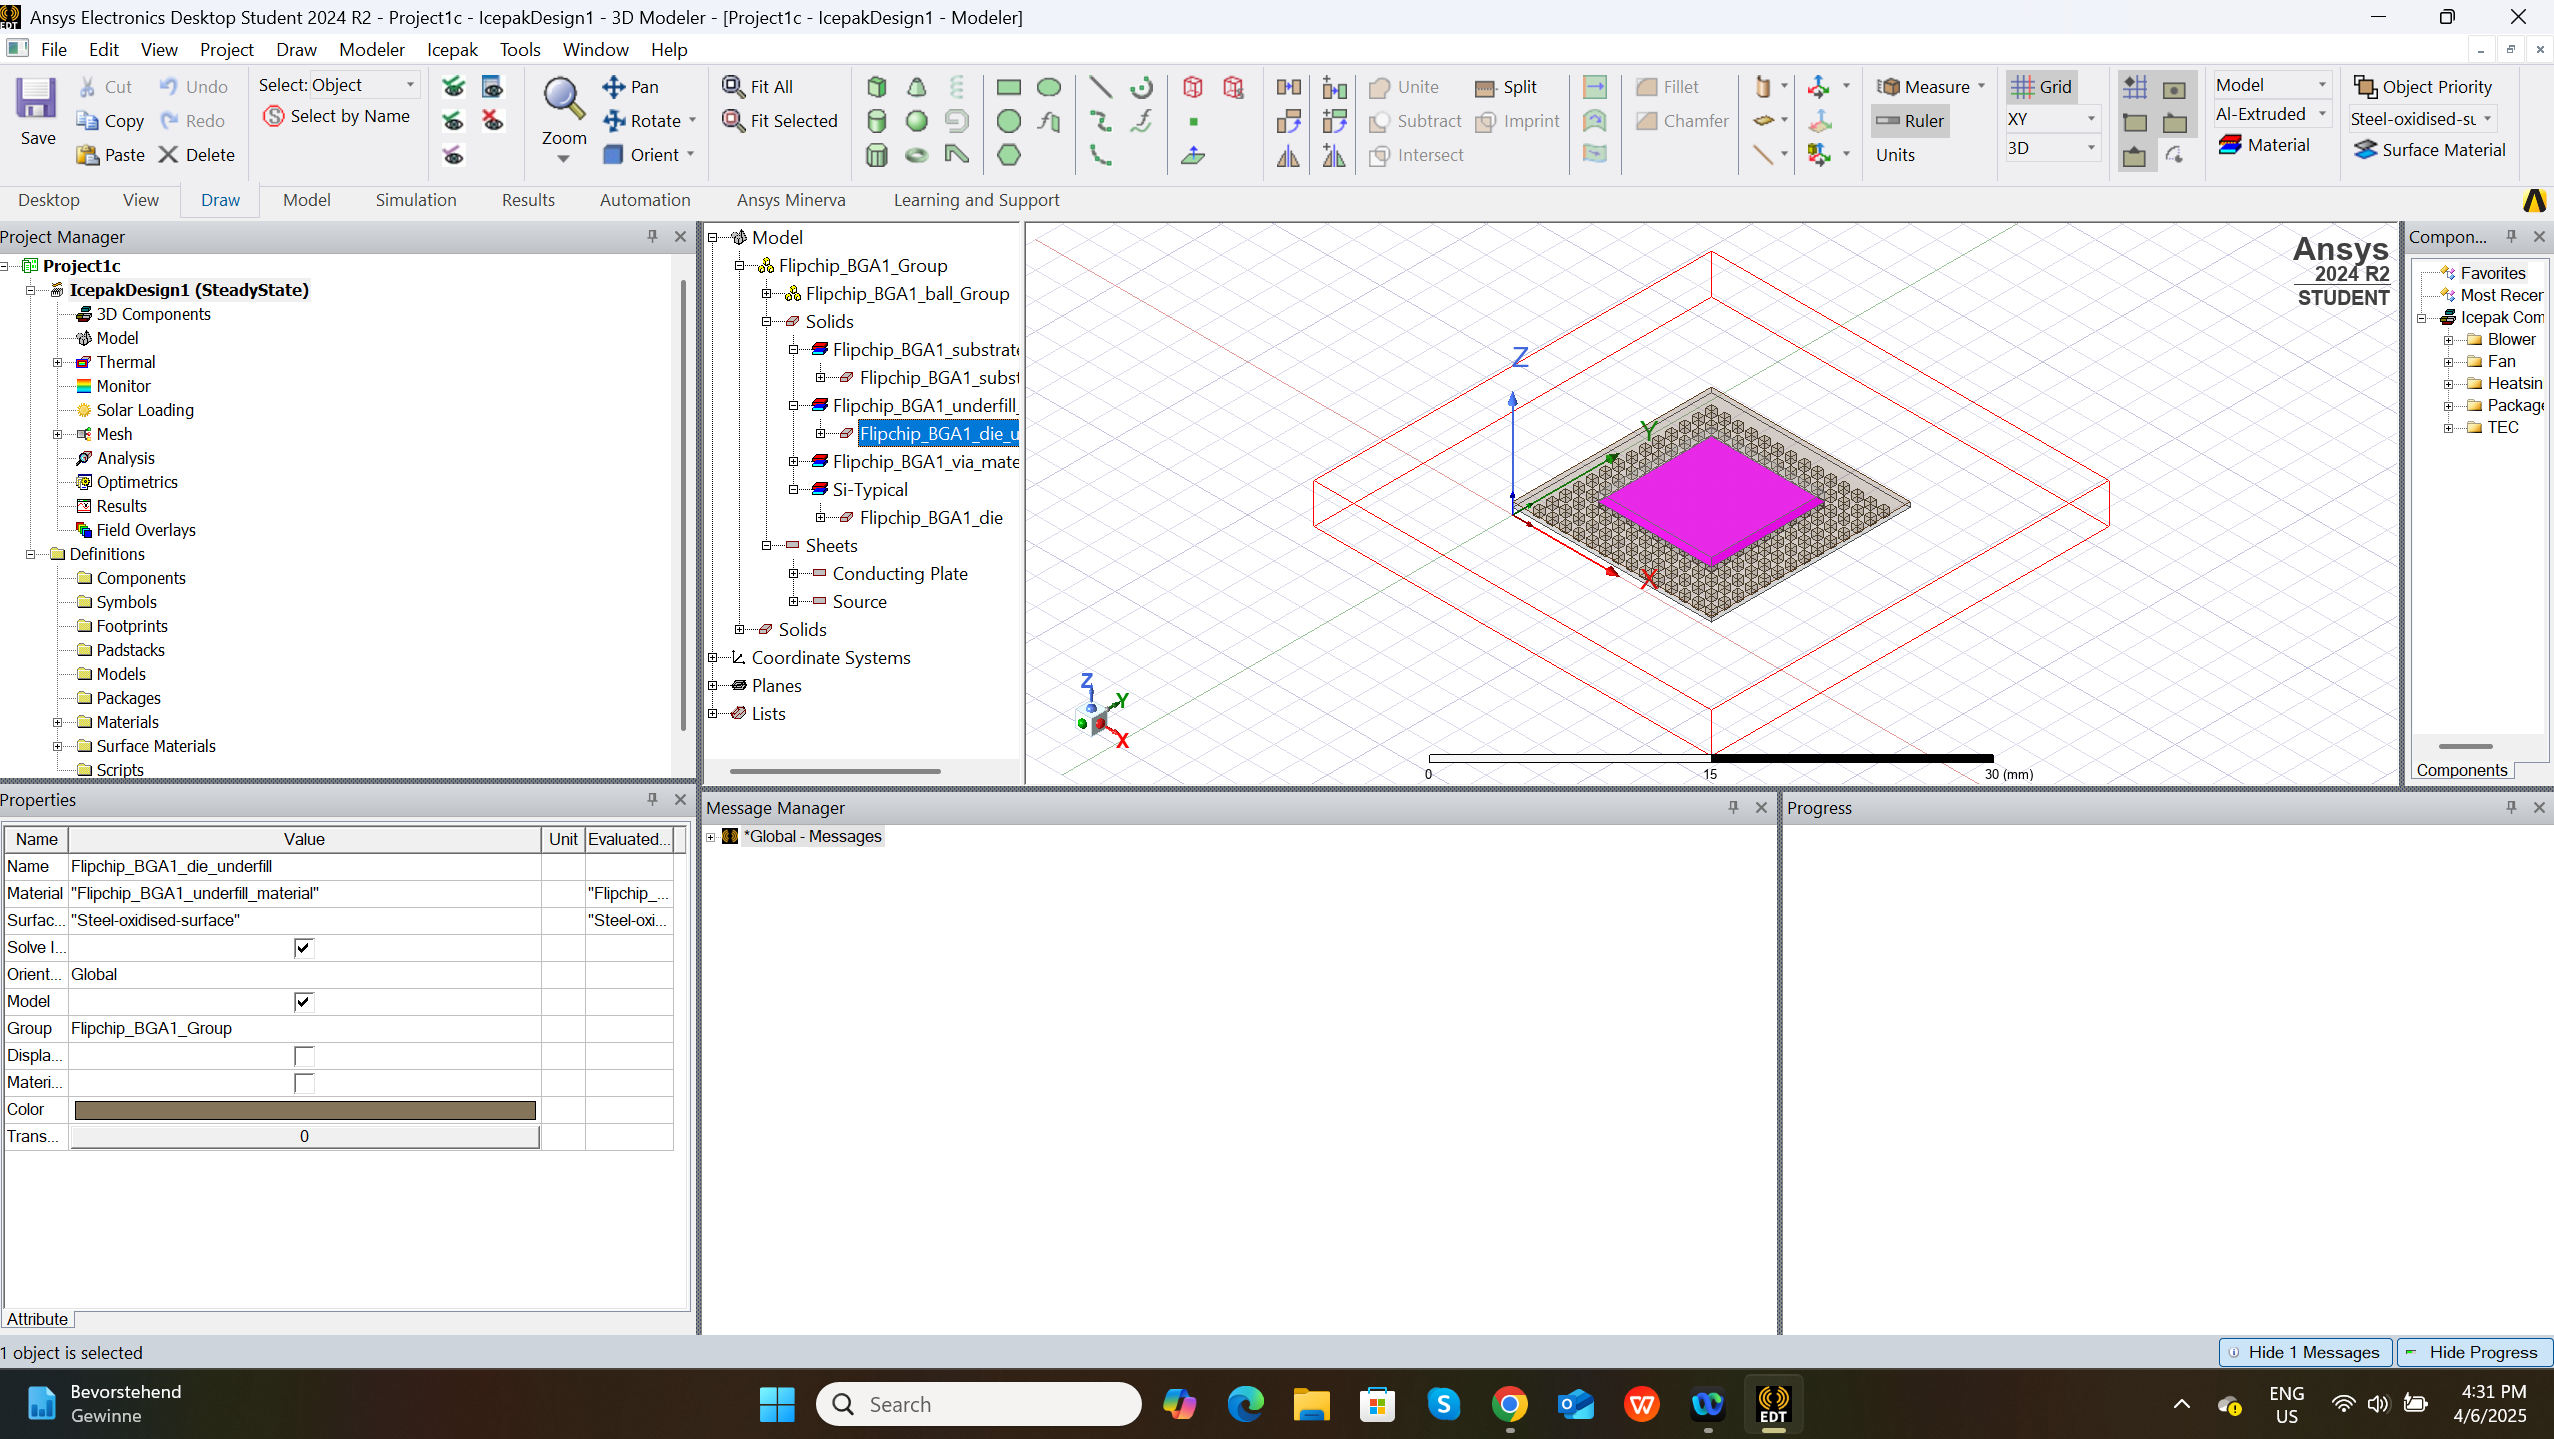 Ansys Electronics Desktop Student 2024 R2 - Project1c - IcepakDesign1 - 3D Modeler - [Project1c - IcepakDesign1 - Modeler]
File Edit View Project Draw Modeler Icepak Tools Window Help
Save
Cut
Copy
Paste
Undo
Redo
Delete
Select: Object
Select by Name
Zoom
Pan
Rotate
Orient
Fit All
Fit Selected
Unite
Subtract
Intersect
Split
Imprint
Fillet
Chamfer
Measure
Ruler
Units
Grid
XY
3D
Model
Al-Extruded
Material
Object Priority
Steel-oxidised-su
Surface Material
Desktop View Draw Model Simulation Results Automation Ansys Minerva Learning and Support
Project Manager
Project1c
IcepakDesign1 (SteadyState)
3D Components
Model
Thermal
Monitor
Solar Loading
Mesh
Analysis
Optimetrics
Results
Field Overlays
Definitions
Components
Symbols
Footprints
Padstacks
Models
Packages
Materials
Surface Materials
Scripts
Model
Flipchip_BGA1_Group
Flipchip_BGA1_ball_Group
Solids
Flipchip_BGA1_substrate
Flipchip_BGA1_subst
Flipchip_BGA1_underfill_
Flipchip_BGA1_die_u
Flipchip_BGA1_via_mate
Si-Typical
Flipchip_BGA1_die
Sheets
Conducting Plate
Source
Solids
Coordinate Systems
Planes
Lists
Ansys
2024 R2
STUDENT
Z
Y
X
Z
Y
X
0 15 30 (mm)
Compon...
Favorites
Most Recer
Icepak Com
Blower
Fan
Heatsin
Package
TEC
Components
Properties
Name Value Unit Evaluated...
Name Flipchip_BGA1_die_underfill
Material "Flipchip_BGA1_underfill_material" "Flipchip_...
Surfac... "Steel-oxidised-surface" "Steel-oxi...
Solve I...
Orient... Global
Model
Group Flipchip_BGA1_Group
Displa...
Materi...
Color
Trans... 0
Attribute
Message Manager
*Global - Messages
Progress
1 object is selected
Hide 1 Messages
Hide Progress
Bevorstehend
Gewinne
Search
EDT
ENG
US
4:31 PM
4/6/2025